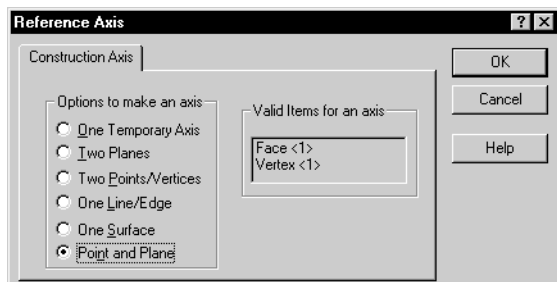 Reference Axis
? ×
Construction Axis
Options to make an axis
One Temporary Axis
Two Planes
Two Points/Vertices
One Line/Edge
One Surface
Point and Plane
Valid Items for an axis
Face <1>
Vertex <1>
OK
Cancel
Help